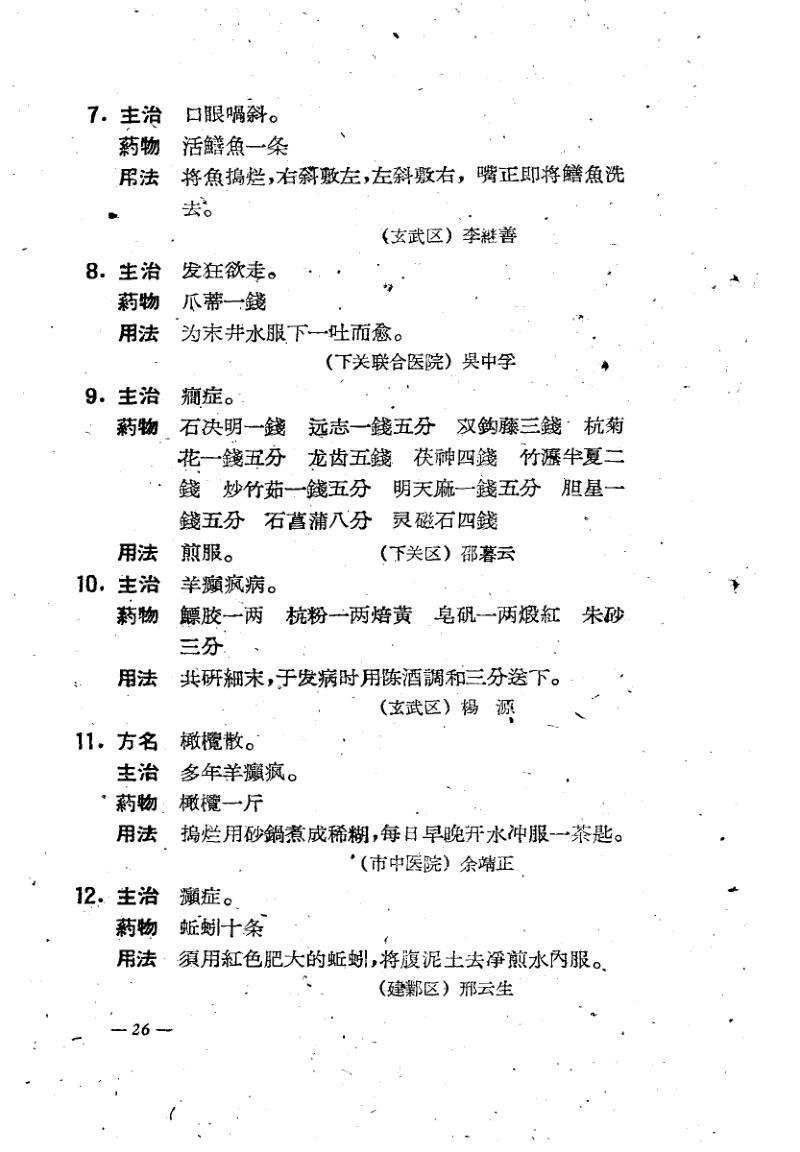 7. 主治　口眼喎斜。
葯物　活鱔魚一条
用法　将魚搗烂,右斜敷左,左斜敷右，嘴正即将鱔魚洗
去。
(玄武区) 李継善
8. 主治　发狂欲走。
葯物　瓜蒂一錢
用法　为末井水服下一吐而愈。
(下关联合医院) 吳中孚
9. 主治　癎症。
葯物　石决明一錢　远志一錢五分　双鈎藤三錢　杭菊
花一錢五分　龙齿五錢　茯神四錢　竹瀝半夏二
錢　炒竹茹一錢五分　明天麻一錢五分　胆星一
錢五分　石菖蒲八分　灵磁石四錢
用法　煎服。　(下关区) 邵暮云
10. 主治　羊癲疯病。
葯物　鰾胶一两　杭粉一两焙黃　皂矾一两煅紅　朱砂
三分
用法　共研細末,于发病时用陈酒調和三分送下。
(玄武区) 楊　源
11. 方名　橄欖散。
主治　多年羊癲疯。
葯物　橄欖一斤
用法　搗烂用砂鍋煮成稀糊,每日早晚开水冲服一茶匙。
(市中医院) 余靖正
12. 主治　癲症。
葯物　蚯蚓十条
用法　須用紅色肥大的蚯蚓,将腹泥土去净煎水內服。
(建鄴区) 邢云生
— 26 —